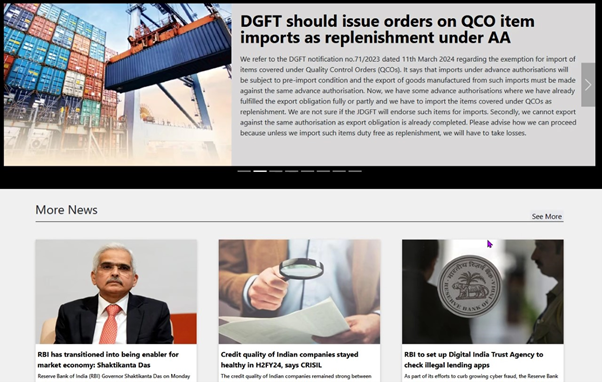 DGFT should issue orders on QCO item
imports as replenishment under AA
We refer to the DGFT notification no.71/2023 dated 11th March 2024 regarding the exemption for import of
items covered under Quality Control Orders (QCOs). It says that imports under advance authorisations will
be subject to pre-import condition and the export of goods manufactured from such imports must be made
against the same advance authorisation. Now, we have some advance authorisations where we have already
fulfilled the export obligation fully or partly and we have to import the items covered under QCOs as
replenishment. We are not sure if the JDGFT will endorse such items for imports. Secondly, we cannot export
against the same authorisation as export obligation is already completed. Please advise how we can proceed
because unless we import such items duty free as replenishment, we will have to take losses.
More News
See More
RBI has transitioned into being enabler for
market economy: Shaktikanta Das
Reserve Bank of India (RBI) Governor Shaktikanta Das on Monday
Credit quality of Indian companies stayed
healthy in H2FY24, says CRISIL
The credit quality of Indian companies remained strong between
RBI to set up Digital India Trust Agency to
check illegal lending apps
As part of its efforts to curb growing cyber fraud, the Reserve Bank